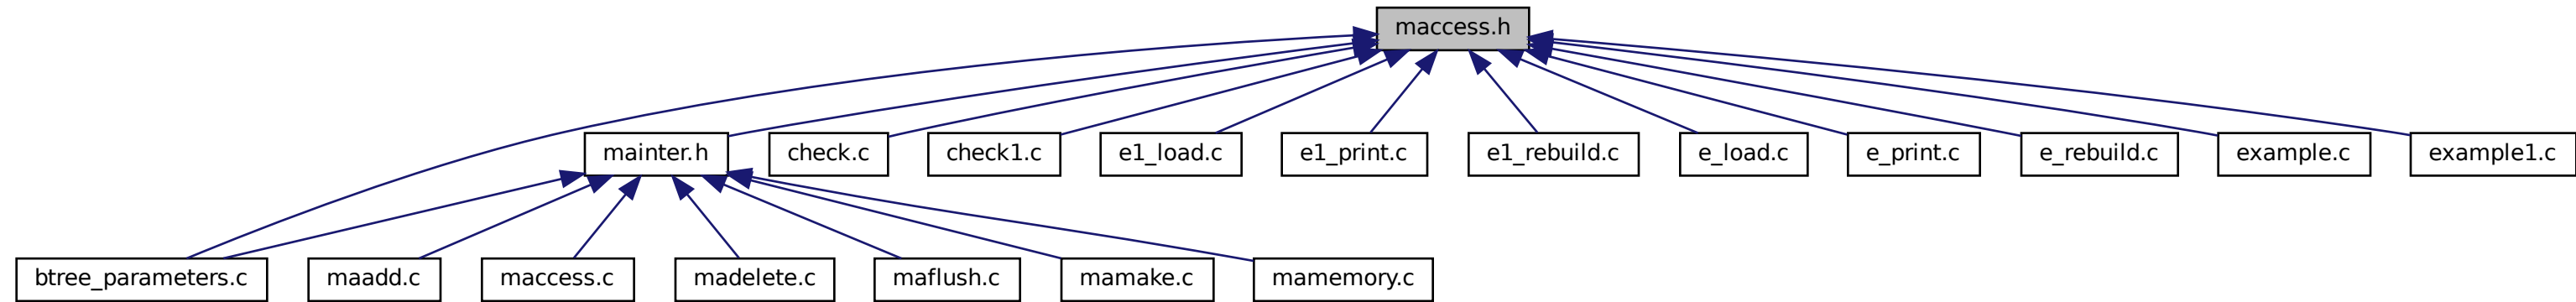 maccess.h
mainter.h
check.c
check1.c
e1_load.c
e1_print.c
e1_rebuild.c
e_load.c
e_print.c
e_rebuild.c
example.c
example1.c
btree_parameters.c
maadd.c
maccess.c
madelete.c
maflush.c
mamake.c
mamemory.c